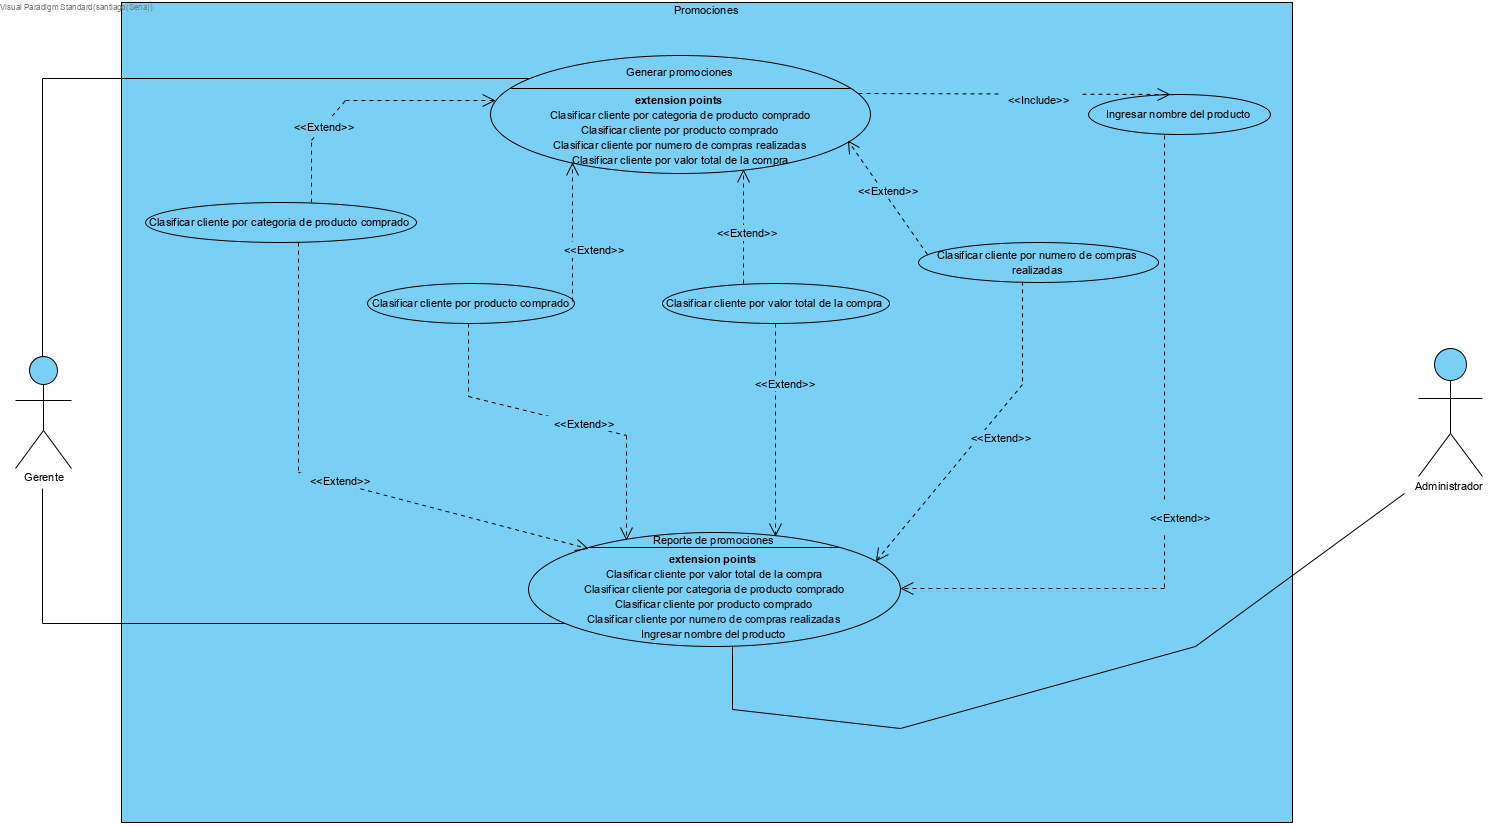 Visual Paradigm Standard(santiago(Sena))
Promociones
Generar promociones
extension points
Clasificar cliente por categoria de producto comprado
Clasificar cliente por producto comprado
Clasificar cliente por numero de compras realizadas
Clasificar cliente por valor total de la compra
<<Include>>
Ingresar nombre del producto
<<Extend>>
<<Extend>>
Clasificar cliente por categoria de producto comprado
<<Extend>>
<<Extend>>
Clasificar cliente por numero de compras
realizadas
Clasificar cliente por producto comprado
Clasificar cliente por valor total de la compra
<<Extend>>
<<Extend>>
<<Extend>>
Gerente
<<Extend>>
Administrador
<<Extend>>
Reporte de promociones
extension points
Clasificar cliente por valor total de la compra
Clasificar cliente por categoria de producto comprado
Clasificar cliente por producto comprado
Clasificar cliente por numero de compras realizadas
Ingresar nombre del producto